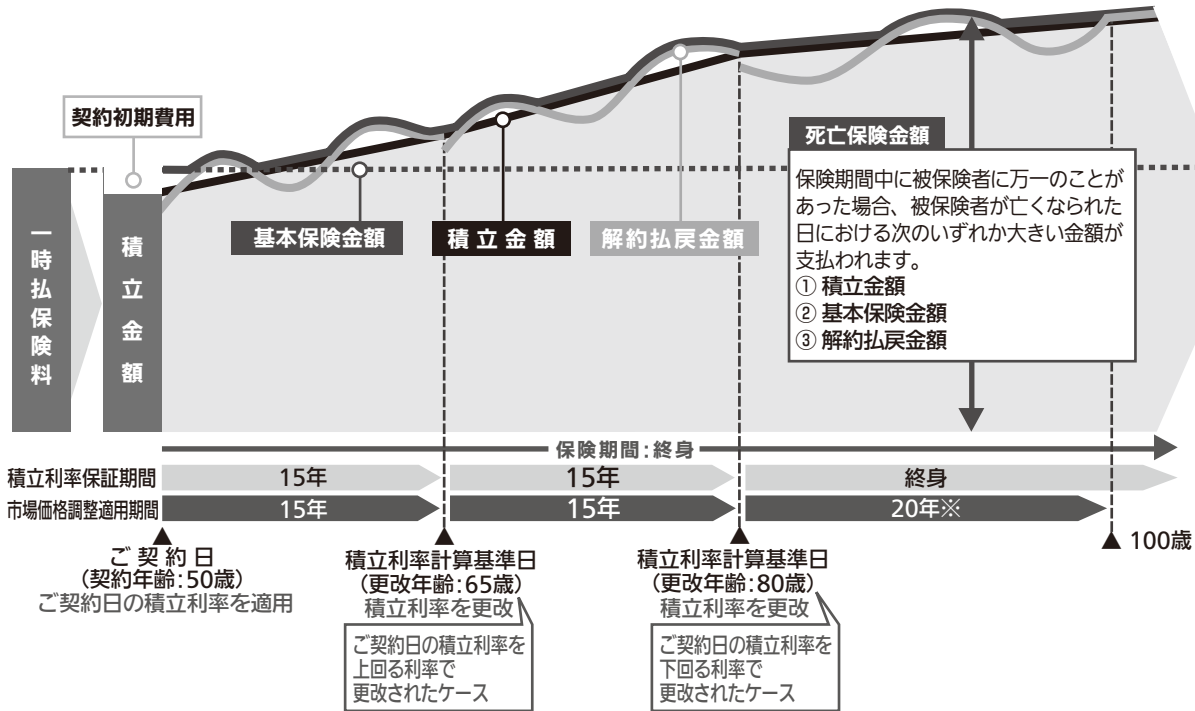 契約初期費用
一時払保険料
積立金額
基本保険金額
積立金額
解約払戻金額
死亡保険金額
保険期間中に被保険者に万一のことが
あった場合、被保険者が亡くなられた
日における次のいずれか大きい金額が
支払われます。
① 積立金額
② 基本保険金額
③ 解約払戻金額
保険期間:終身
積立利率保証期間 15年 15年 終身
市場価格調整適用期間 15年 15年 20年※
ご契約日
(契約年齢:50歳)
ご契約日の積立利率を適用
積立利率計算基準日
(更改年齢:65歳)
積立利率を更改
ご契約日の積立利率を
上回る利率で
更改されたケース
積立利率計算基準日
(更改年齢:80歳)
積立利率を更改
ご契約日の積立利率を
下回る利率で
更改されたケース
100歳